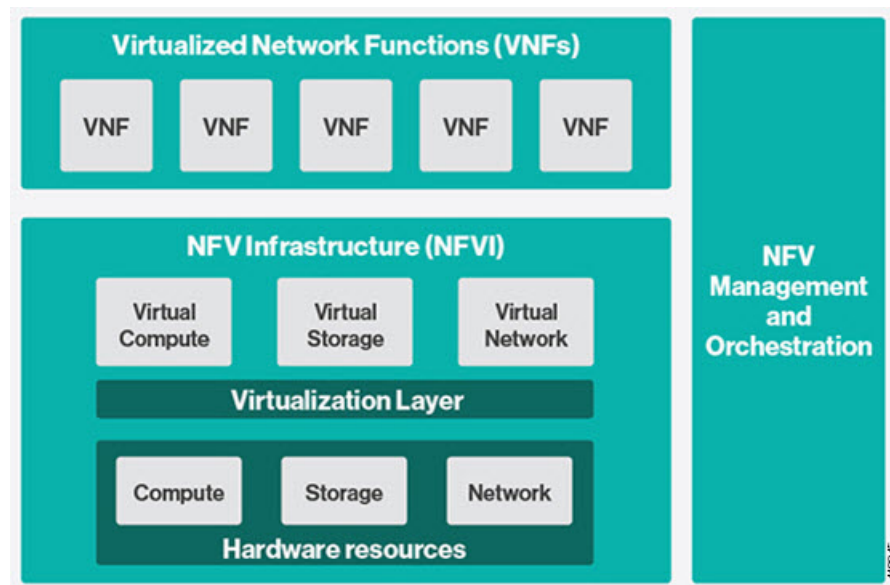 Virtualized Network Functions (VNFs)
VNF VNF VNF VNF VNF
NFV Infrastructure (NFVI)
Virtual Compute
Virtual Storage
Virtual Network
Virtualization Layer
Compute Storage Network
Hardware resources
NFV
Management
and
Orchestration